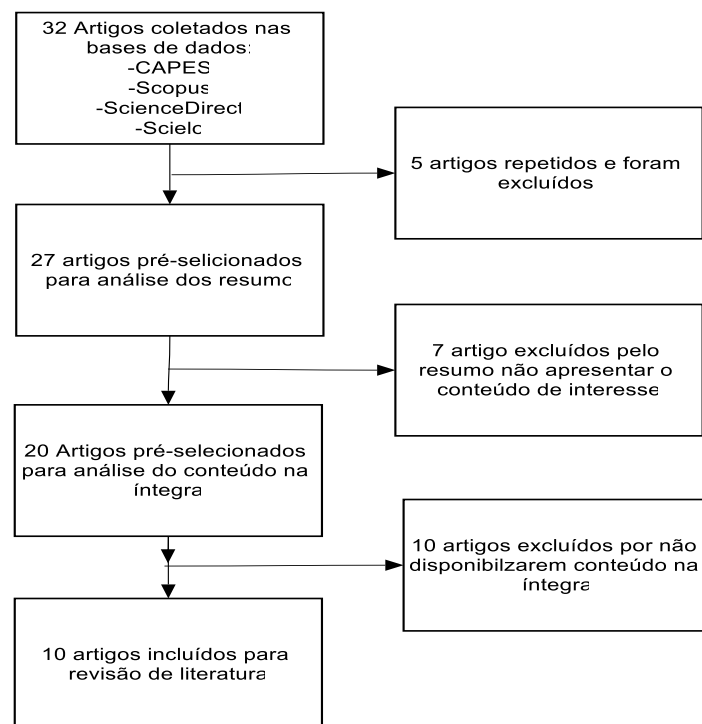 32 Artigos coletados nas
bases de dados:
-CAPES
-Scopus
-ScienceDirect
-Scielo
5 artigos repetidos e foram
excluídos
27 artigos pré-selicionados
para análise dos resumo
7 artigo excluídos pelo
resumo não apresentar o
conteúdo de interesse
20 Artigos pré-selecionados
para análise do conteúdo na
íntegra
10 artigos excluídos por não
disponibilzarem conteúdo na
íntegra
10 artigos incluídos para
revisão de literatura